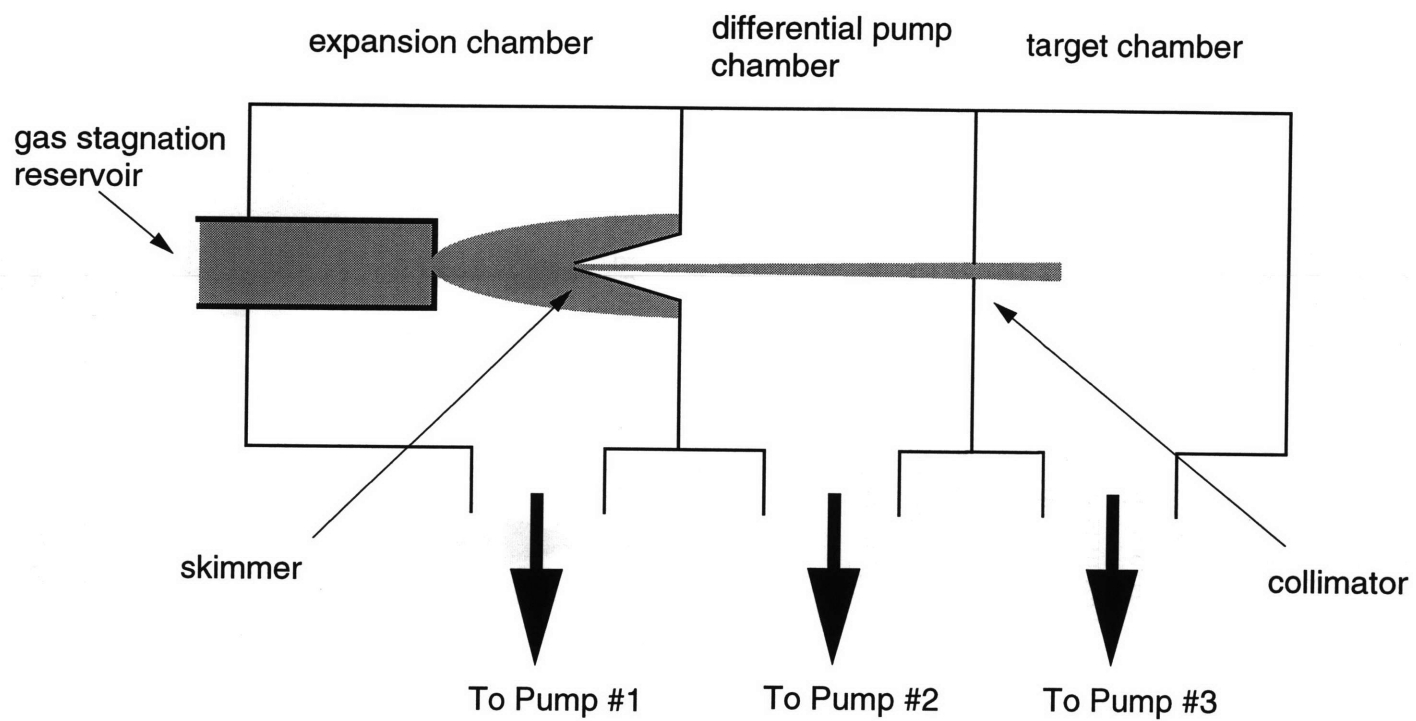 expansion chamber
differential pump
chamber
target chamber
gas stagnation
reservoir
skimmer
collimator
To Pump #1
To Pump #2
To Pump #3